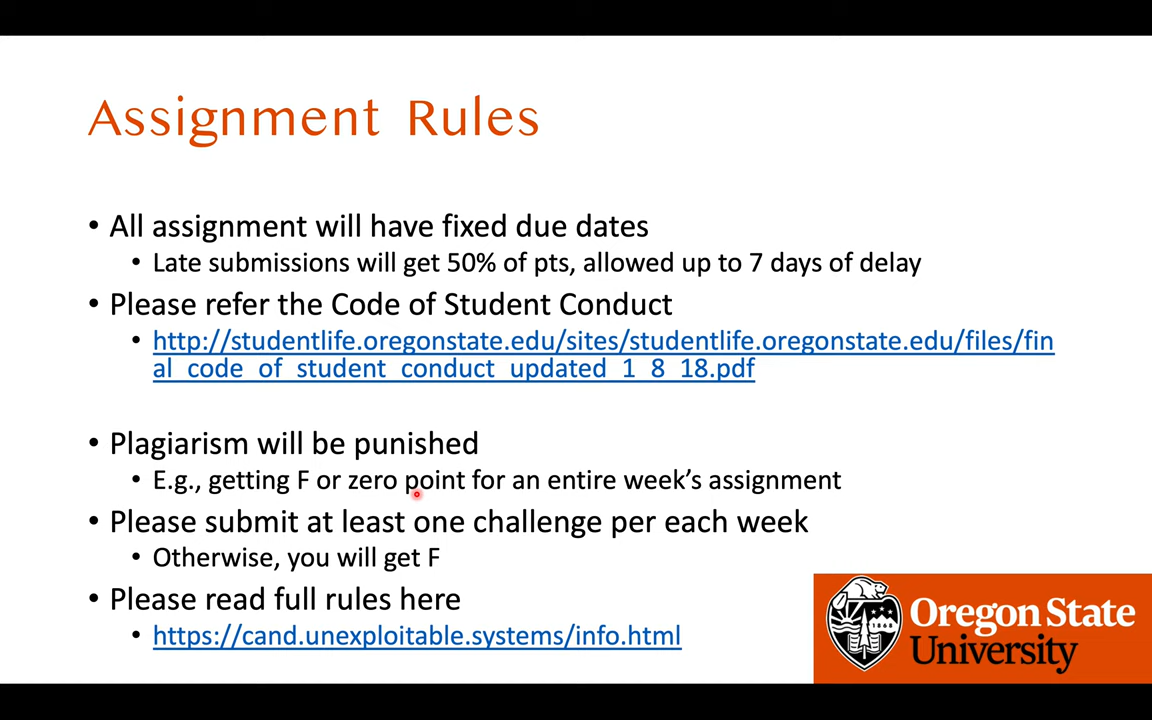 Assignment Rules
• All assignment will have fixed due dates
• Late submissions will get 50% of pts, allowed up to 7 days of delay
• Please refer the Code of Student Conduct
• http://studentlife.oregonstate.edu/sites/studentlife.oregonstate.edu/files/fin
al_code_of_student_conduct_updated_1_8_18.pdf
• Plagiarism will be punished
• E.g., getting F or zero point for an entire week’s assignment
• Please submit at least one challenge per each week
• Otherwise, you will get F
• Please read full rules here
• https://cand.unexploitable.systems/info.html
Oregon State
University